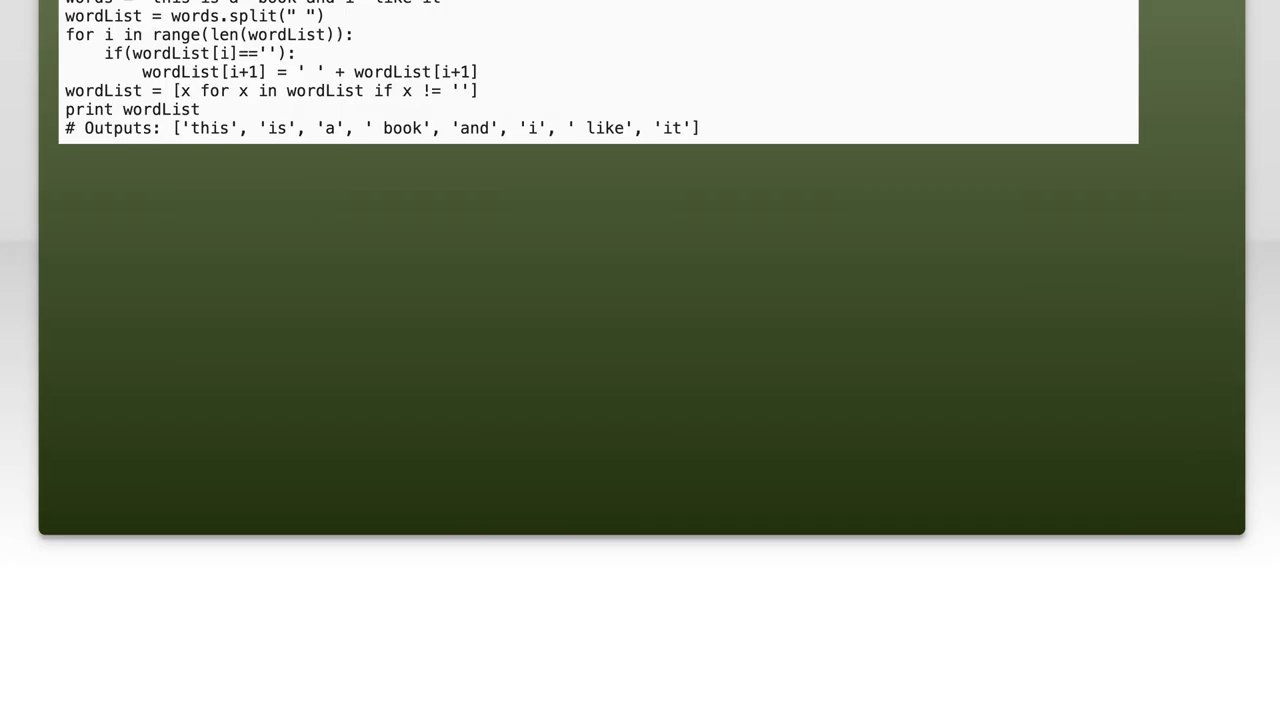 wordList = words.split(" ")
for i in range(len(wordList)):
    if(wordList[i]==''):
        wordList[i+1] = ' ' + wordList[i+1]
wordList = [x for x in wordList if x != '']
print wordList
# Outputs: ['this', 'is', 'a', ' book', 'and', 'i', ' like', 'it']